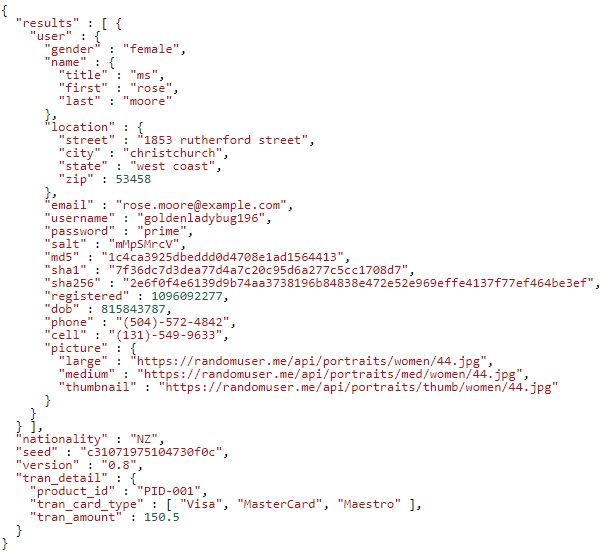 {
  "results" : [ {
    "user" : {
      "gender" : "female",
      "name" : {
        "title" : "ms",
        "first" : "rose",
        "last" : "moore"
      },
      "location" : {
        "street" : "1853 rutherford street",
        "city" : "christchurch",
        "state" : "west coast",
        "zip" : 53458
      },
      "email" : "rose.moore@example.com",
      "username" : "goldenladybug196",
      "password" : "prime",
      "salt" : "mMpSMrcV",
      "md5" : "1c4ca3925dbeddd0d4708e1ad1564413",
      "sha1" : "7f36dc7d3dea77d4a7c20c95d6a277c5cc1708d7",
      "sha256" : "2e6f0f4e6139d9b74aa3738196b84838e472e52e969effe4137f77ef464be3ef",
      "registered" : 1096092277,
      "dob" : 815843787,
      "phone" : "(504)-572-4842",
      "cell" : "(131)-549-9633",
      "picture" : {
        "large" : "https://randomuser.me/api/portraits/women/44.jpg",
        "medium" : "https://randomuser.me/api/portraits/med/women/44.jpg",
        "thumbnail" : "https://randomuser.me/api/portraits/thumb/women/44.jpg"
      }
    }
  } ],
  "nationality" : "NZ",
  "seed" : "c31071975104730f0c",
  "version" : "0.8",
  "tran_detail" : {
    "product_id" : "PID-001",
    "tran_card_type" : [ "Visa", "MasterCard", "Maestro" ],
    "tran_amount" : 150.5
  }
}